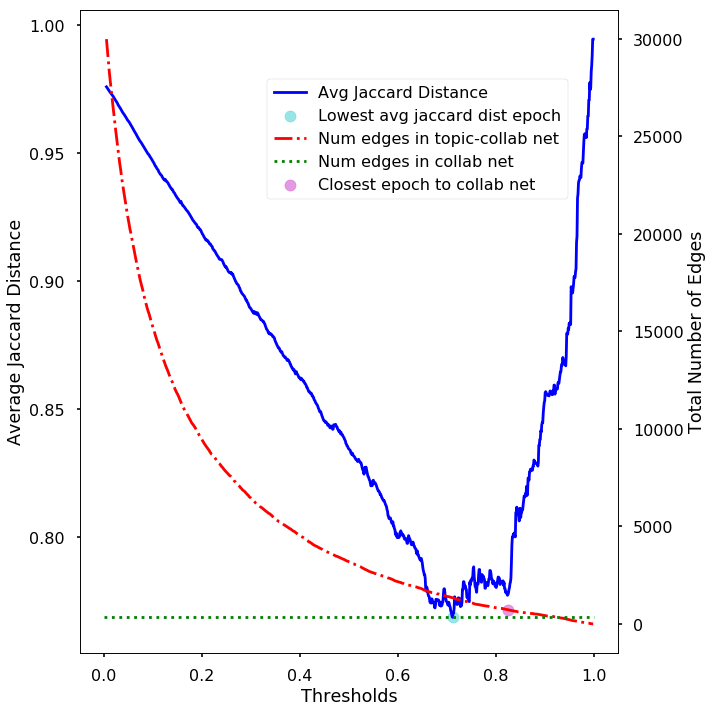 1.00
0.95
0.90
0.85
0.80
Average Jaccard Distance
Avg Jaccard Distance
Lowest avg jaccard dist epoch
Num edges in topic-collab net
Num edges in collab net
Closest epoch to collab net
30000
25000
20000
15000
10000
5000
0
Total Number of Edges
0.0 0.2 0.4 0.6 0.8 1.0
Thresholds